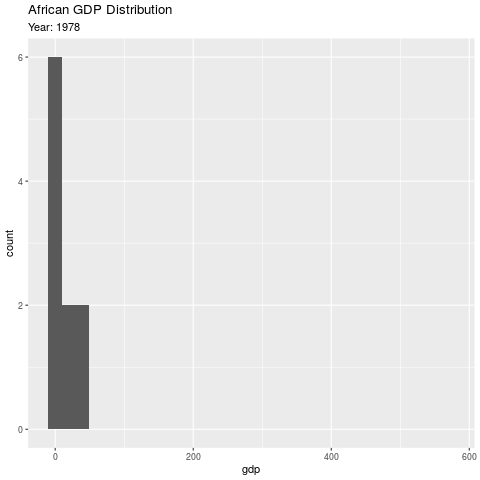 African GDP Distribution
Year: 1978
6
4
2
0
count
0 200 400 600
gdp